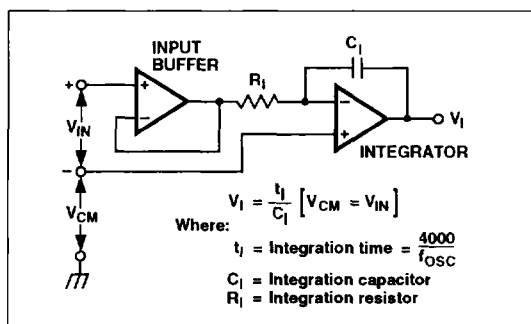 INPUT
BUFFER
C_I
R_I
+
+
−
−
+
V_IN
V_I
INTEGRATOR
−
V_CM
V_I = t_I / C_I [V_CM = V_IN]
Where:
t_I = Integration time = 4000 / f_OSC
C_I = Integration capacitor
R_I = Integration resistor